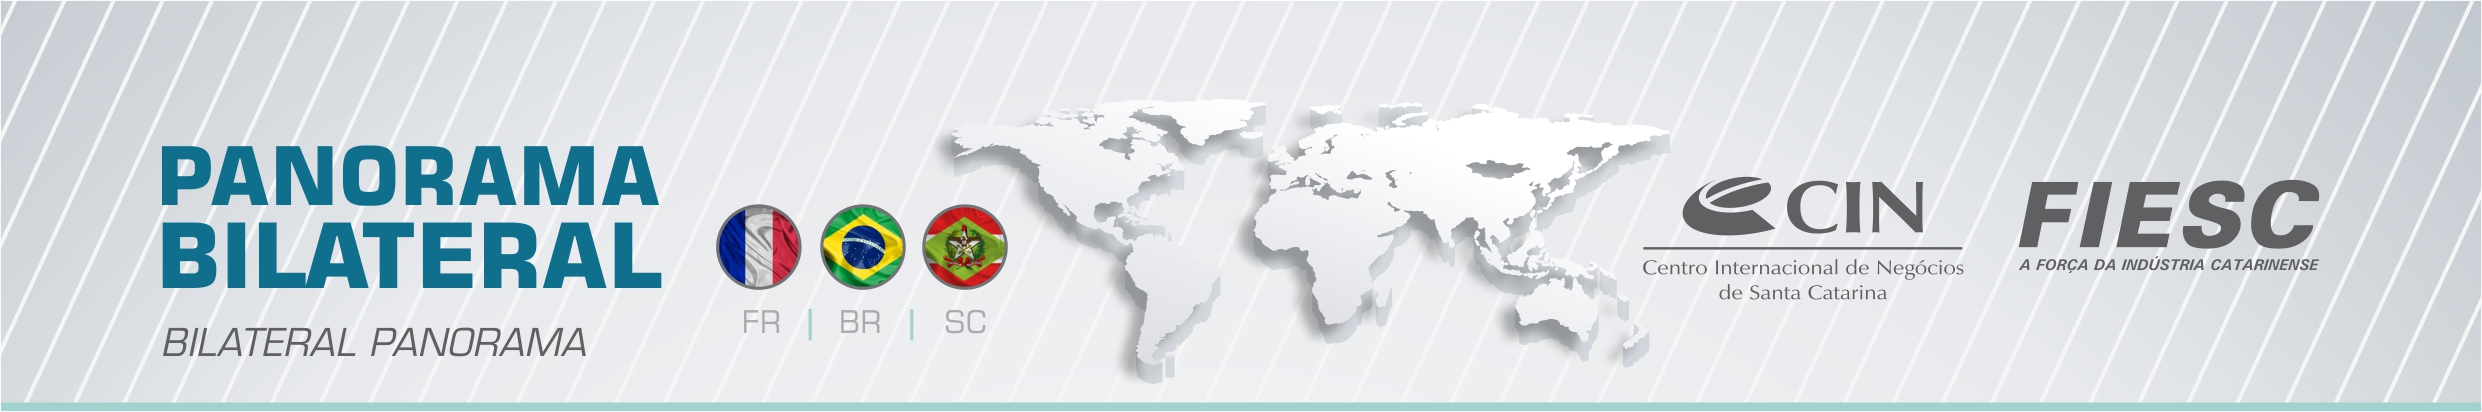 PANORAMA
BILATERAL
BILATERAL PANORAMA
FR | BR | SC
CIN
Centro Internacional de Negócios
de Santa Catarina
FIESC
A FORÇA DA INDÚSTRIA CATARINENSE